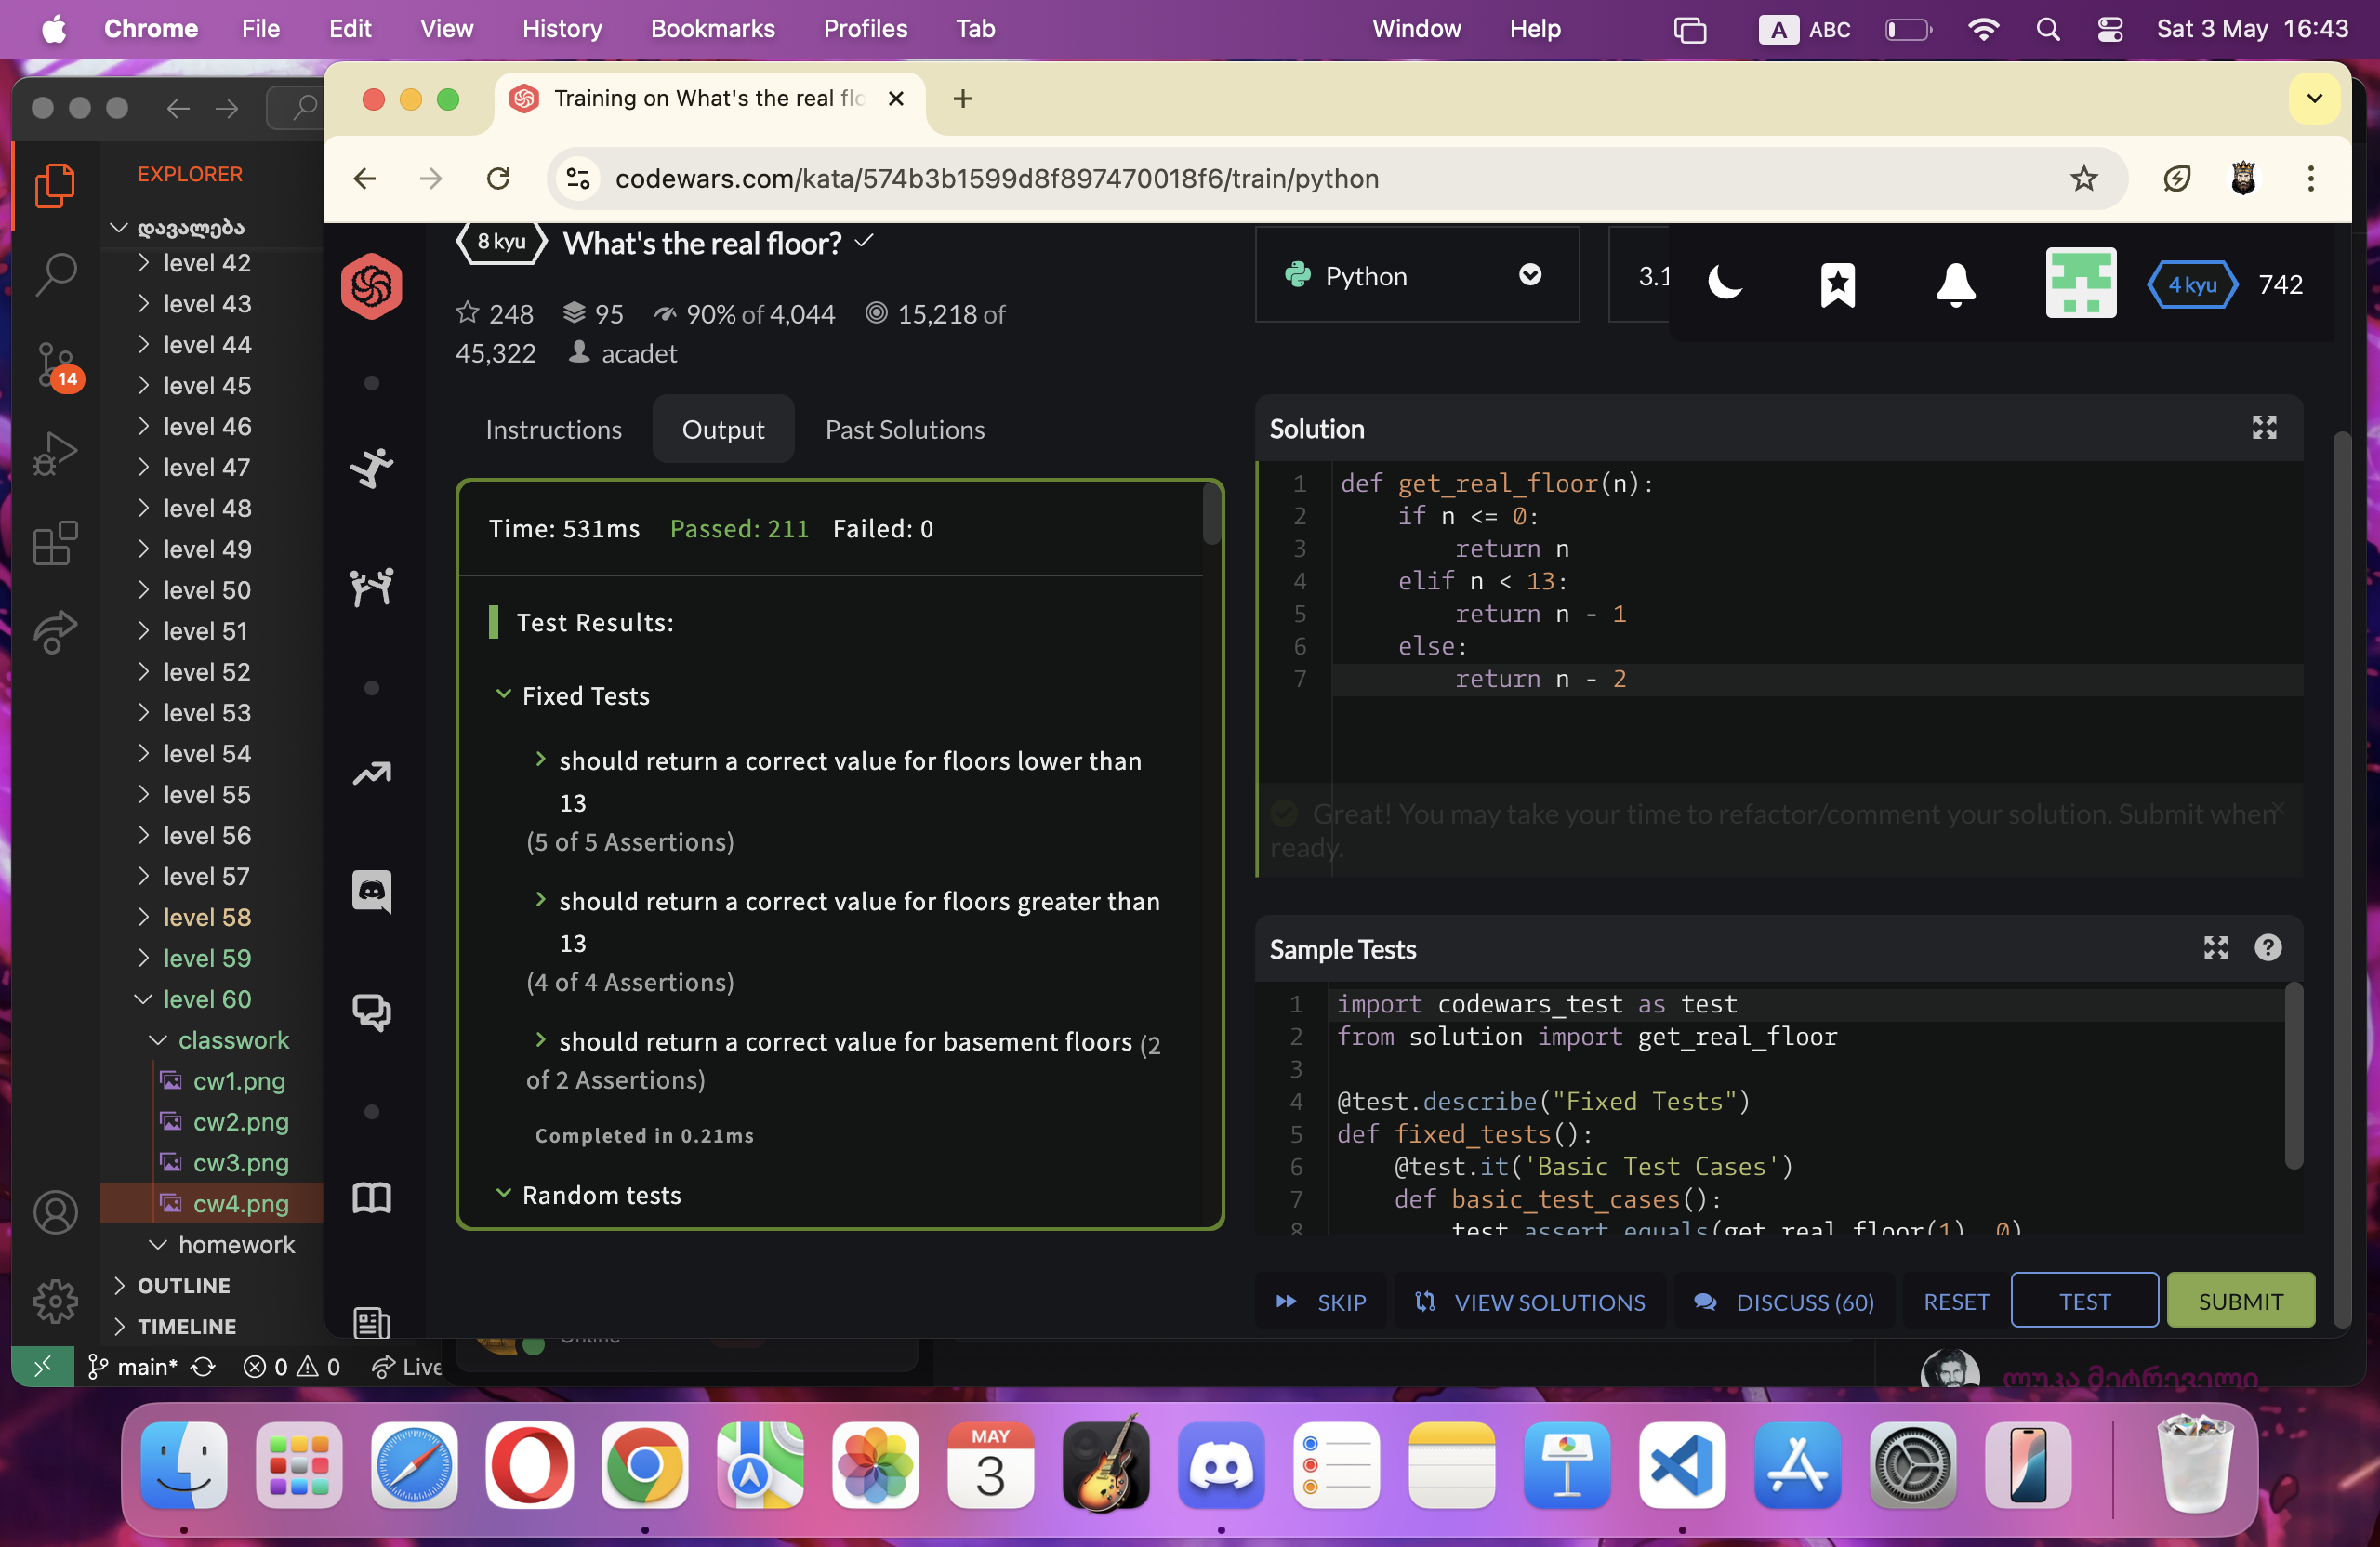 Chrome File Edit View History Bookmarks Profiles Tab Window Help A ABC Sat 3 May 16:43
Training on What's the real flo
codewars.com/kata/574b3b1599d8f897470018f6/train/python
EXPLORER
დავალება
level 42
level 43
level 44
level 45
level 46
level 47
level 48
level 49
level 50
level 51
level 52
level 53
level 54
level 55
level 56
level 57
level 58
level 59
level 60
classwork
cw1.png
cw2.png
cw3.png
cw4.png
homework
OUTLINE
TIMELINE
14
main* 0 0 Live
8 kyu What's the real floor?
248 95 90% of 4,044 15,218 of
45,322 acadet
Python
3.1
4 kyu 742
Instructions Output Past Solutions
Time: 531ms Passed: 211 Failed: 0
Test Results:
Fixed Tests
should return a correct value for floors lower than
13
(5 of 5 Assertions)
should return a correct value for floors greater than
13
(4 of 4 Assertions)
should return a correct value for basement floors (2
of 2 Assertions)
Completed in 0.21ms
Random tests
Solution
1 def get_real_floor(n):
2 if n <= 0:
3 return n
4 elif n < 13:
5 return n - 1
6 else:
7 return n - 2
Great! You may take your time to refactor/comment your solution. Submit when
ready.
Sample Tests
1 import codewars_test as test
2 from solution import get_real_floor
3
4 @test.describe("Fixed Tests")
5 def fixed_tests():
6 @test.it('Basic Test Cases')
7 def basic_test_cases():
8 test.assert_equals(get_real_floor(1), 0)
SKIP VIEW SOLUTIONS DISCUSS (60) RESET TEST SUBMIT
Online
ლუკა მეტრეველი
MAY
3